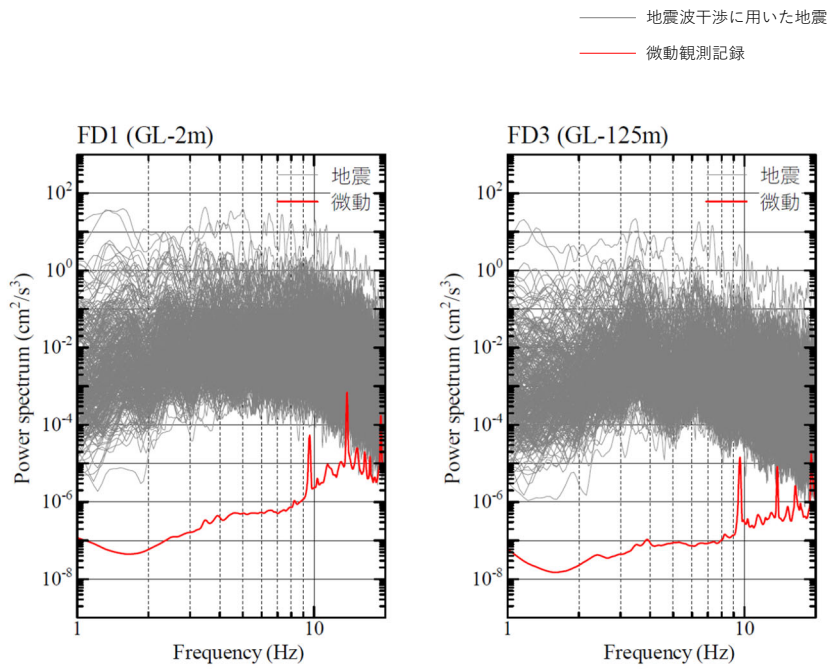 地震波干渉に用いた地震
微動観測記録
FD1 (GL-2m)
地震
微動
10²
10⁰
10⁻²
10⁻⁴
10⁻⁶
10⁻⁸
Power spectrum (cm²/s³)
1
10
Frequency (Hz)
FD3 (GL-125m)
地震
微動
10²
10⁰
10⁻²
10⁻⁴
10⁻⁶
10⁻⁸
Power spectrum (cm²/s³)
1
10
Frequency (Hz)